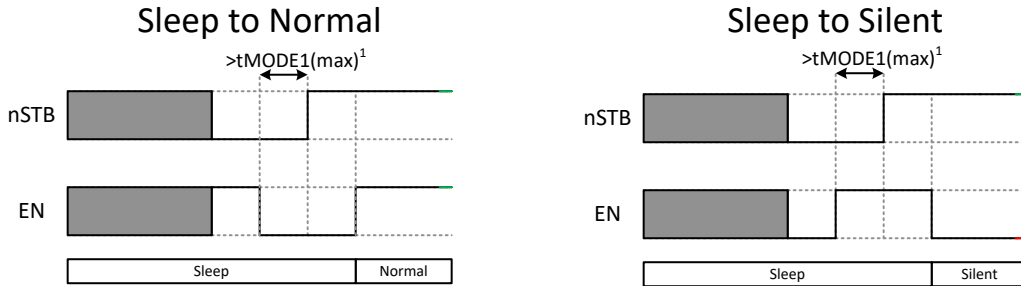 Sleep to Normal
>tMODE1(max)1
nSTB
EN
Sleep
Normal
Sleep to Silent
>tMODE1(max)1
nSTB
EN
Sleep
Silent